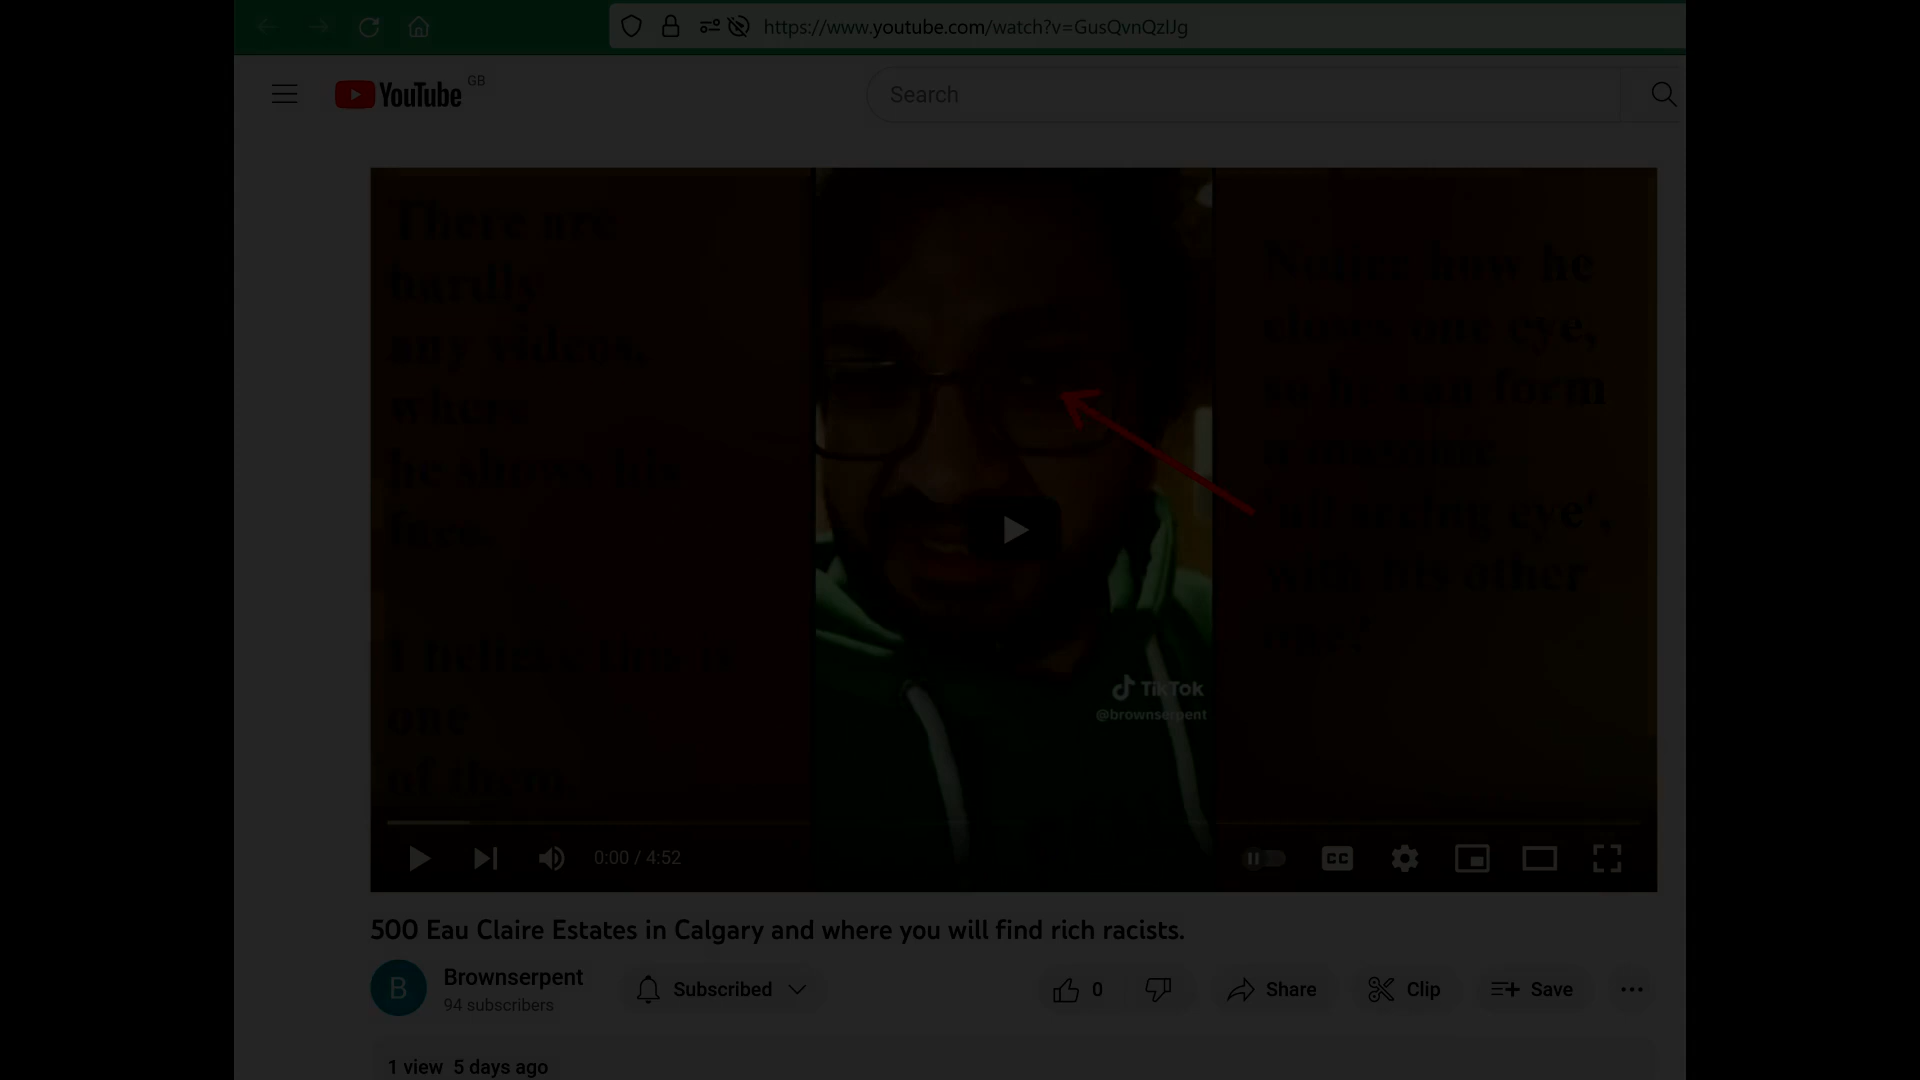 https://www.youtube.com/watch?v=GusQvnQzlJg
YouTube GB
Search
There are
hardly
any videos,
where
he shows his
face.
I believe this is
one
of them.
Notice how he
closes one eye,
so he can form
a masonic
'all seeing eye',
with his other
eye.
TikTok
@brownserpent
0:00 / 4:52
CC
500 Eau Claire Estates in Calgary and where you will find rich racists.
B
Brownserpent
94 subscribers
Subscribed
0
Share
Clip
Save
1 view 5 days ago